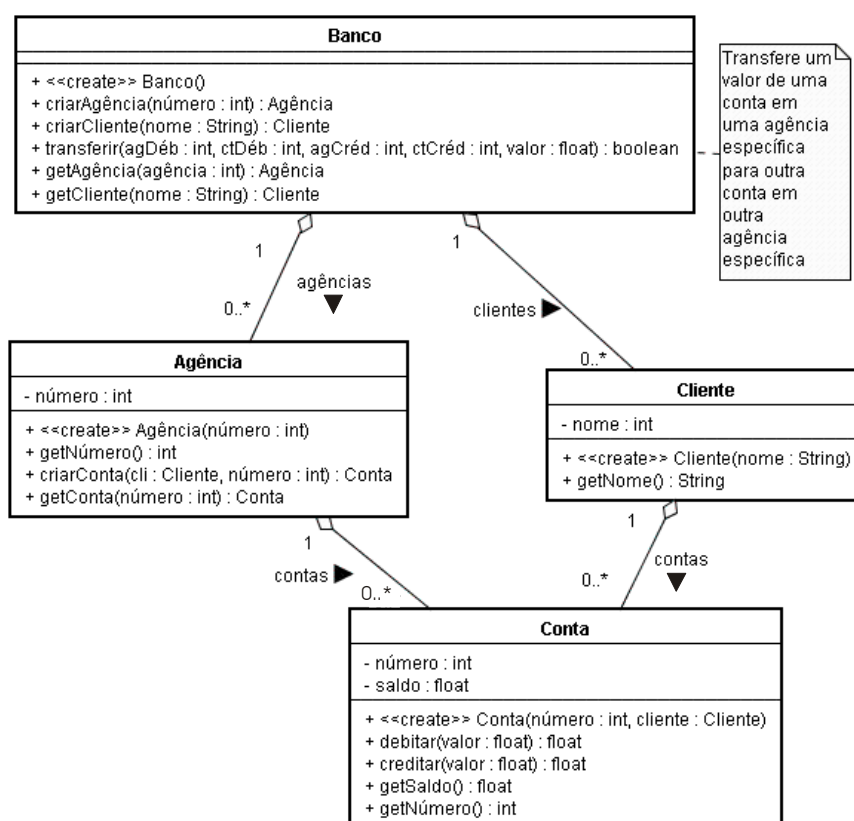 Banco
+ <<create>> Banco()
+ criarAgência(número : int) : Agência
+ criarCliente(nome : String) : Cliente
+ transferir(agDéb : int, ctDéb : int, agCréd : int, ctCréd : int, valor : float) : boolean
+ getAgência(agência : int) : Agência
+ getCliente(nome : String) : Cliente
Transfere um
valor de uma
conta em
uma agência
específica
para outra
conta em
outra
agência
específica
1
1
agências
0..*
clientes
0..*
Agência
- número : int
+ <<create>> Agência(número : int)
+ getNúmero() : int
+ criarConta(cli : Cliente, número : int) : Conta
+ getConta(número : int) : Conta
Cliente
- nome : int
+ <<create>> Cliente(nome : String)
+ getNome() : String
1
1
contas
0..*
contas
0..*
Conta
- número : int
- saldo : float
+ <<create>> Conta(número : int, cliente : Cliente)
+ debitar(valor : float) : float
+ creditar(valor : float) : float
+ getSaldo() : float
+ getNúmero() : int